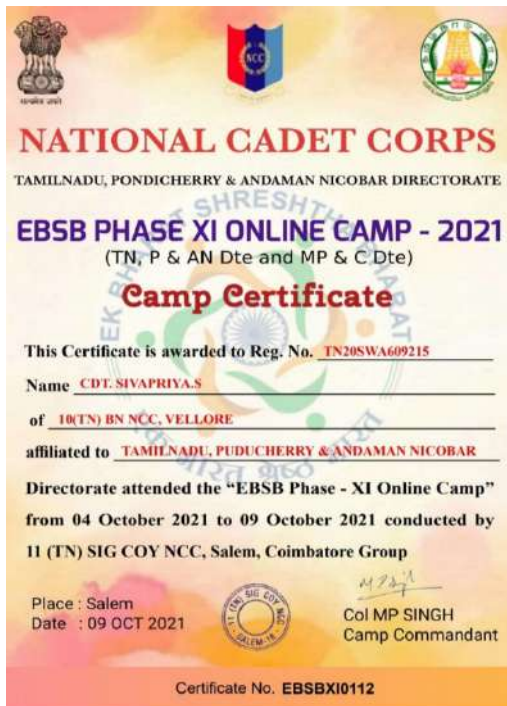 सत्यमेव जयते
NCC
NATIONAL CADET CORPS
TAMILNADU, PONDICHERRY & ANDAMAN NICOBAR DIRECTORATE
EK BHARAT SHRESHTHA BHARAT
EBSB PHASE XI ONLINE CAMP - 2021
(TN, P & AN Dte and MP & C Dte)
Camp Certificate
This Certificate is awarded to Reg. No. TN20SWA609215
Name CDT. SIVAPRIYA.S
of 10(TN) BN NCC, VELLORE
affiliated to TAMILNADU, PUDUCHERRY & ANDAMAN NICOBAR
एक भारत श्रेष्ठ भारत
Directorate attended the “EBSB Phase - XI Online Camp”
from 04 October 2021 to 09 October 2021 conducted by
11 (TN) SIG COY NCC, Salem, Coimbatore Group
Place : Salem
Date : 09 OCT 2021
11 (TN) SIG COY NCC
SALEM-16
Col MP SINGH
Camp Commandant
Certificate No. EBSBXI0112